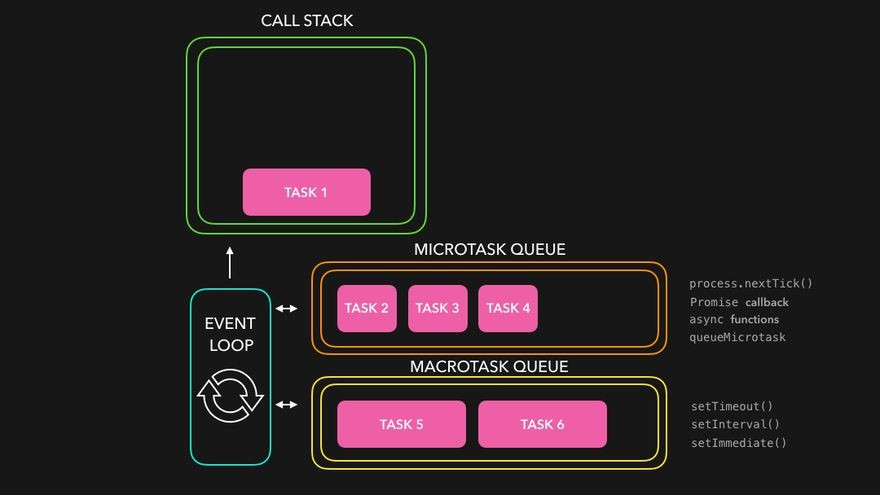 CALL STACK
TASK 1
MICROTASK QUEUE
TASK 2 TASK 3 TASK 4
process.nextTick()
Promise callback
async functions
queueMicrotask
EVENT
LOOP
MACROTASK QUEUE
TASK 5 TASK 6
setTimeout()
setInterval()
setImmediate()